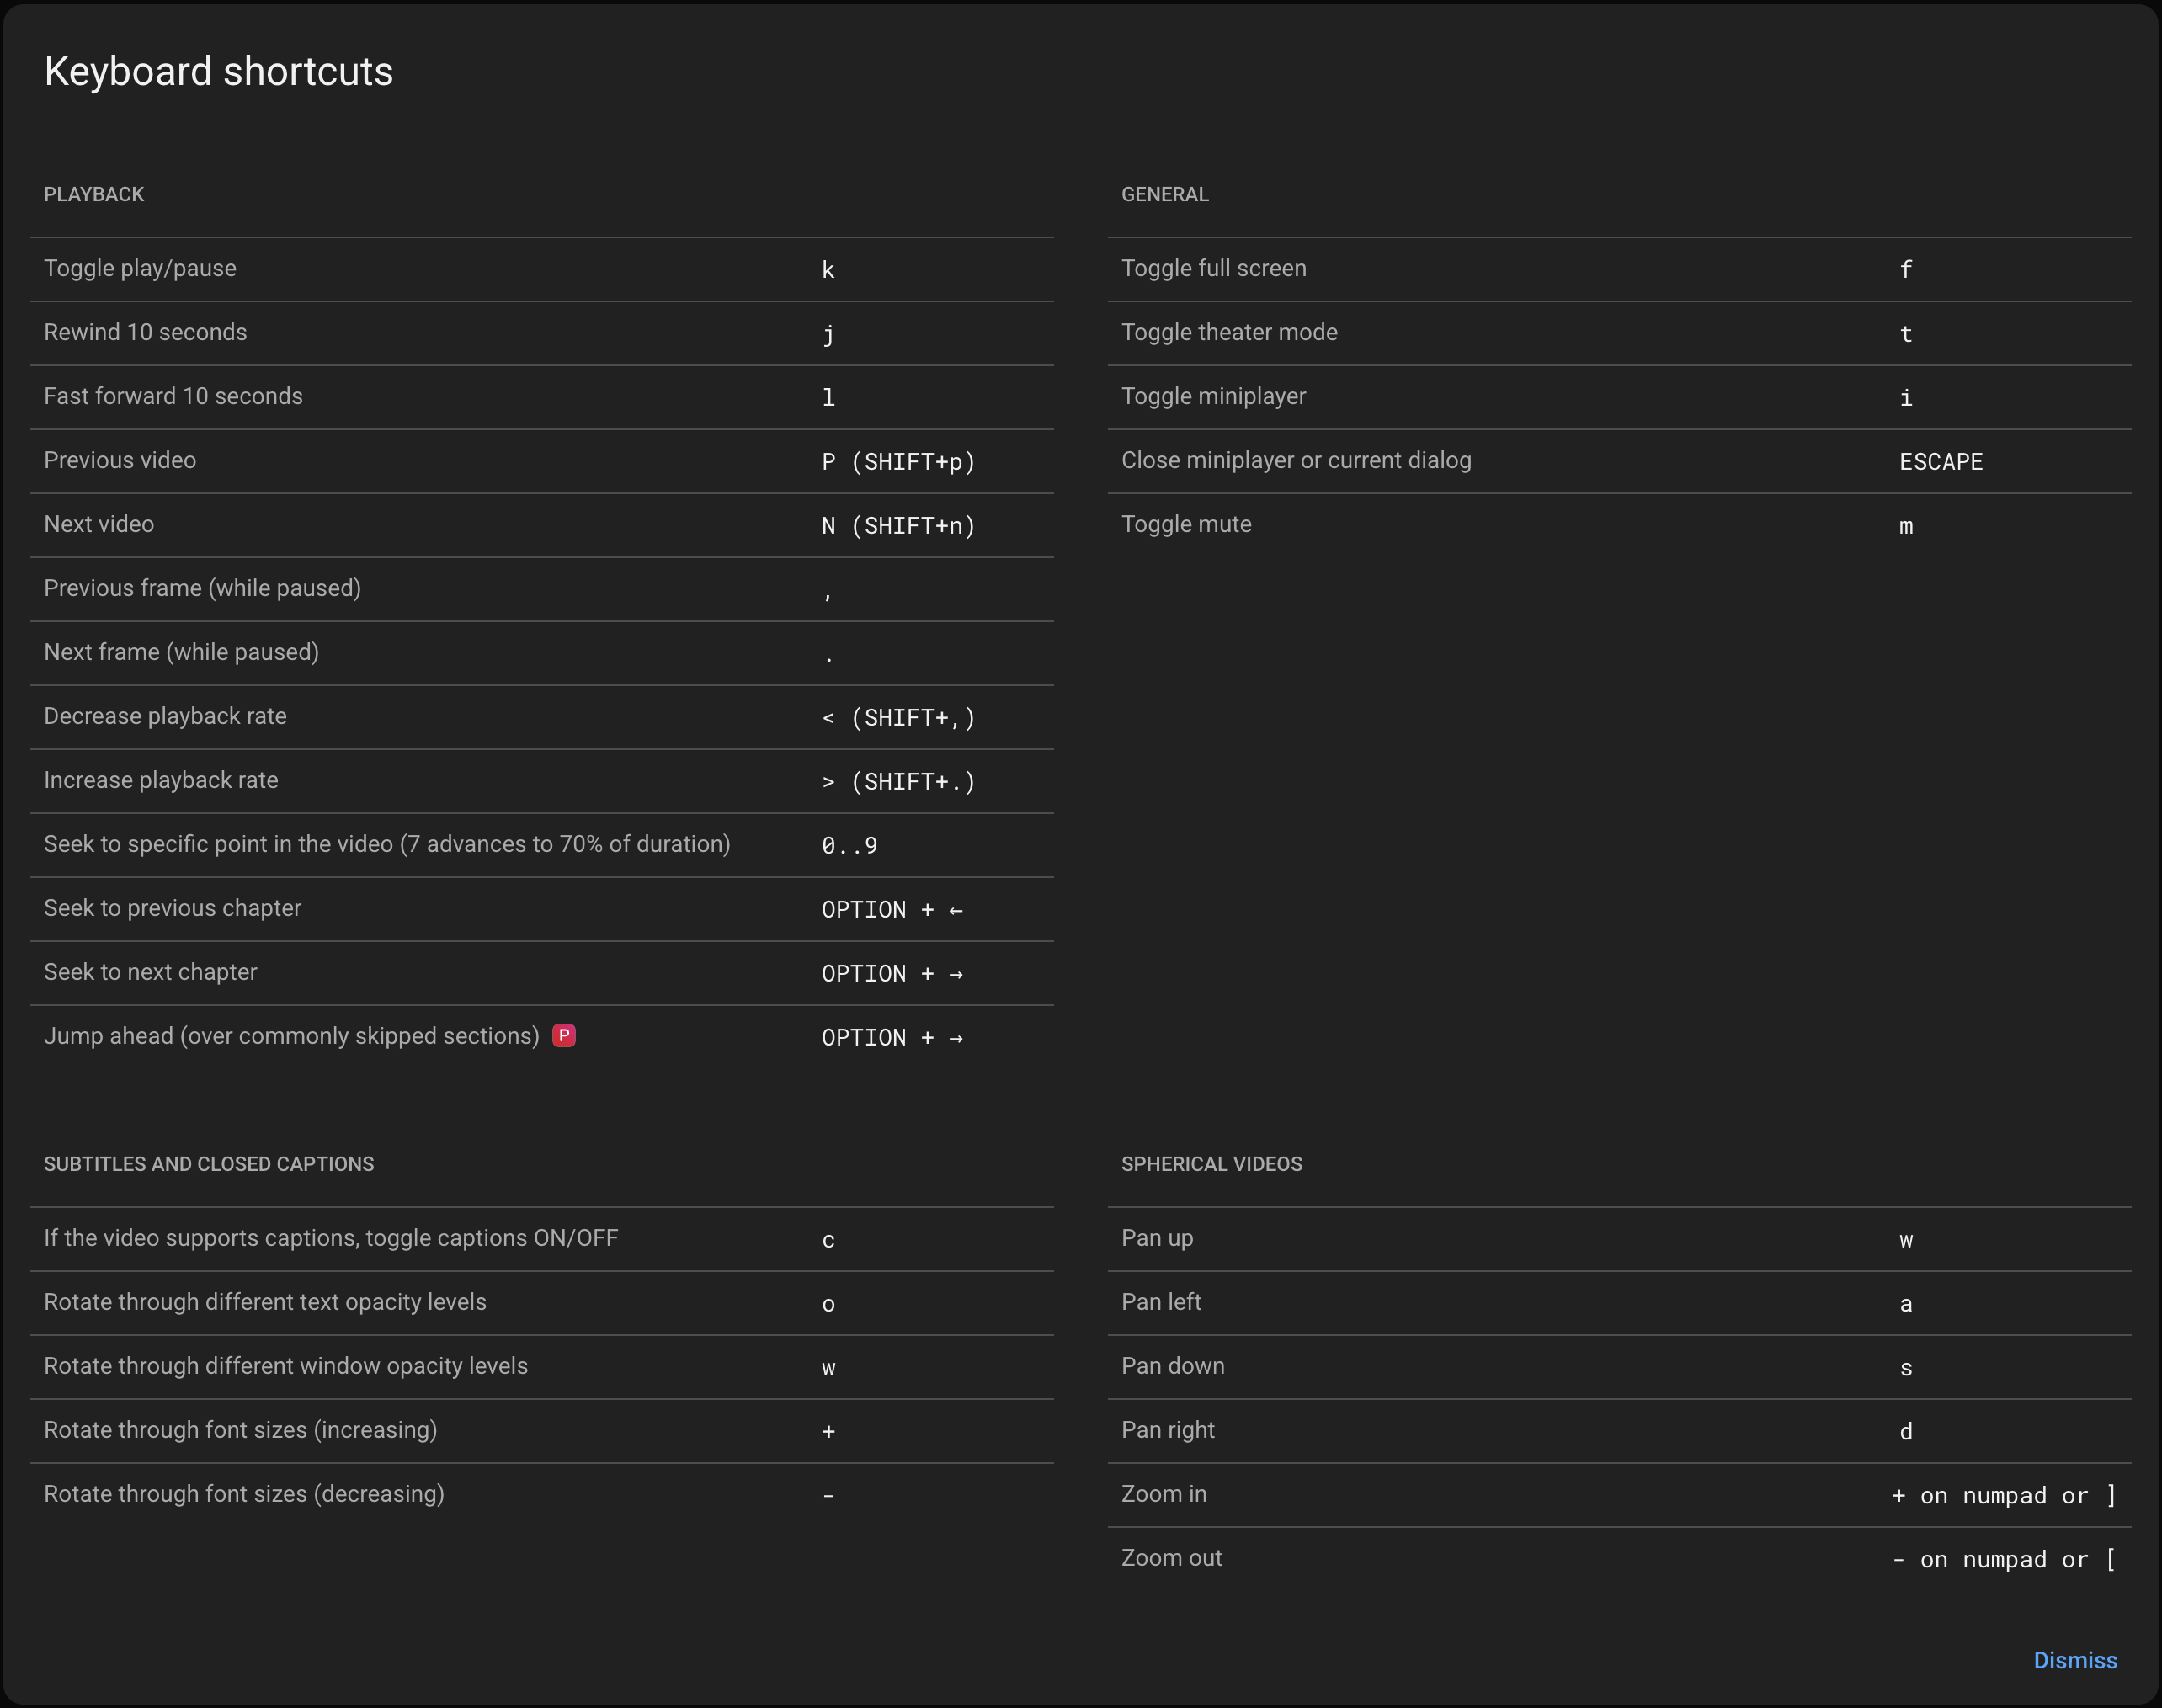 Keyboard shortcuts
PLAYBACK
Toggle play/pause k
Rewind 10 seconds j
Fast forward 10 seconds l
Previous video P (SHIFT+p)
Next video N (SHIFT+n)
Previous frame (while paused) ,
Next frame (while paused) .
Decrease playback rate < (SHIFT+,)
Increase playback rate > (SHIFT+.)
Seek to specific point in the video (7 advances to 70% of duration) 0..9
Seek to previous chapter OPTION + ←
Seek to next chapter OPTION + →
Jump ahead (over commonly skipped sections) P OPTION + →
GENERAL
Toggle full screen f
Toggle theater mode t
Toggle miniplayer i
Close miniplayer or current dialog ESCAPE
Toggle mute m
SUBTITLES AND CLOSED CAPTIONS
If the video supports captions, toggle captions ON/OFF c
Rotate through different text opacity levels o
Rotate through different window opacity levels w
Rotate through font sizes (increasing) +
Rotate through font sizes (decreasing) -
SPHERICAL VIDEOS
Pan up w
Pan left a
Pan down s
Pan right d
Zoom in + on numpad or ]
Zoom out - on numpad or [
Dismiss